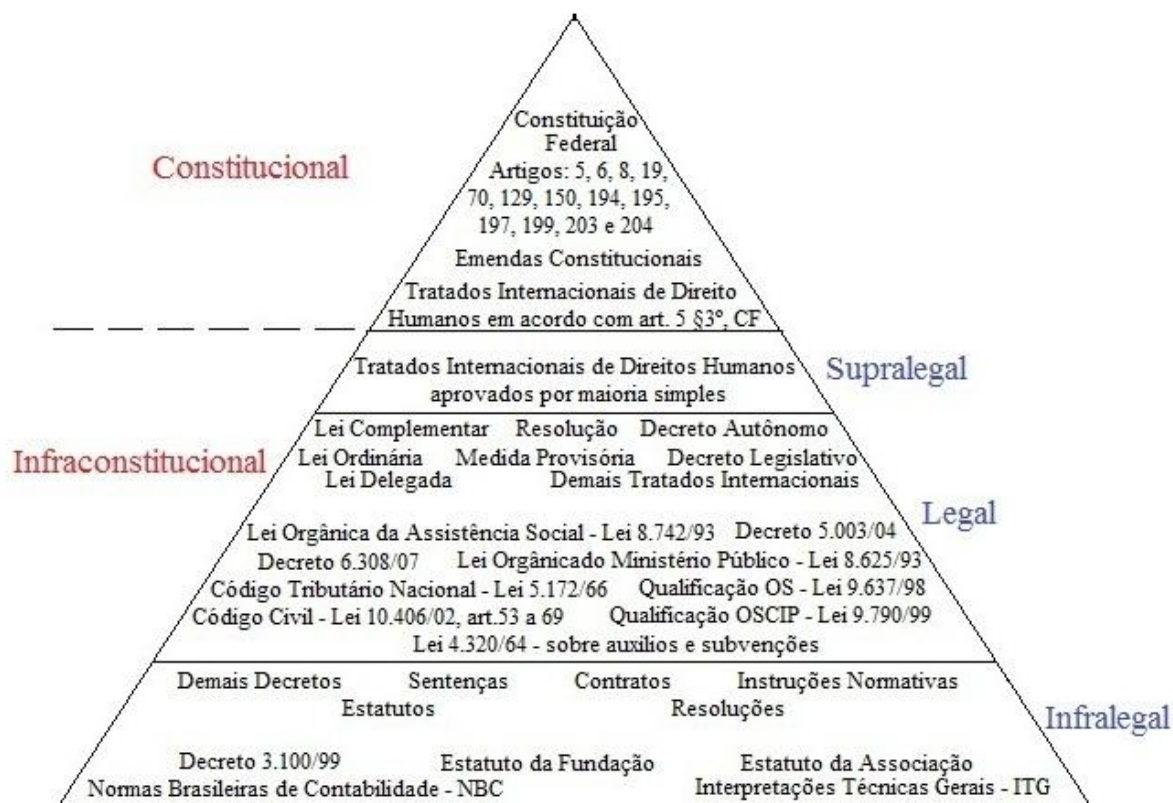 Constitucional
Constituição
Federal
Artigos: 5, 6, 8, 19,
70, 129, 150, 194, 195,
197, 199, 203 e 204
Emendas Constitucionais
Tratados Internacionais de Direito
Humanos em acordo com art. 5 §3º, CF
Supralegal
Tratados Internacionais de Direitos Humanos
aprovados por maioria simples
Infraconstitucional
Lei Complementar Resolução Decreto Autônomo
Lei Ordinária Medida Provisória Decreto Legislativo
Lei Delegada Demais Tratados Internacionais
Legal
Lei Orgânica da Assistência Social - Lei 8.742/93 Decreto 5.003/04
Decreto 6.308/07 Lei Orgânicado Ministério Público - Lei 8.625/93
Código Tributário Nacional - Lei 5.172/66 Qualificação OS - Lei 9.637/98
Código Civil - Lei 10.406/02, art.53 a 69 Qualificação OSCIP - Lei 9.790/99
Lei 4.320/64 - sobre auxilios e subvenções
Demais Decretos Sentenças Contratos Instruções Normativas
Estatutos Resoluções
Infralegal
Decreto 3.100/99 Estatuto da Fundação Estatuto da Associação
Normas Brasileiras de Contabilidade - NBC Interpretações Técnicas Gerais - ITG